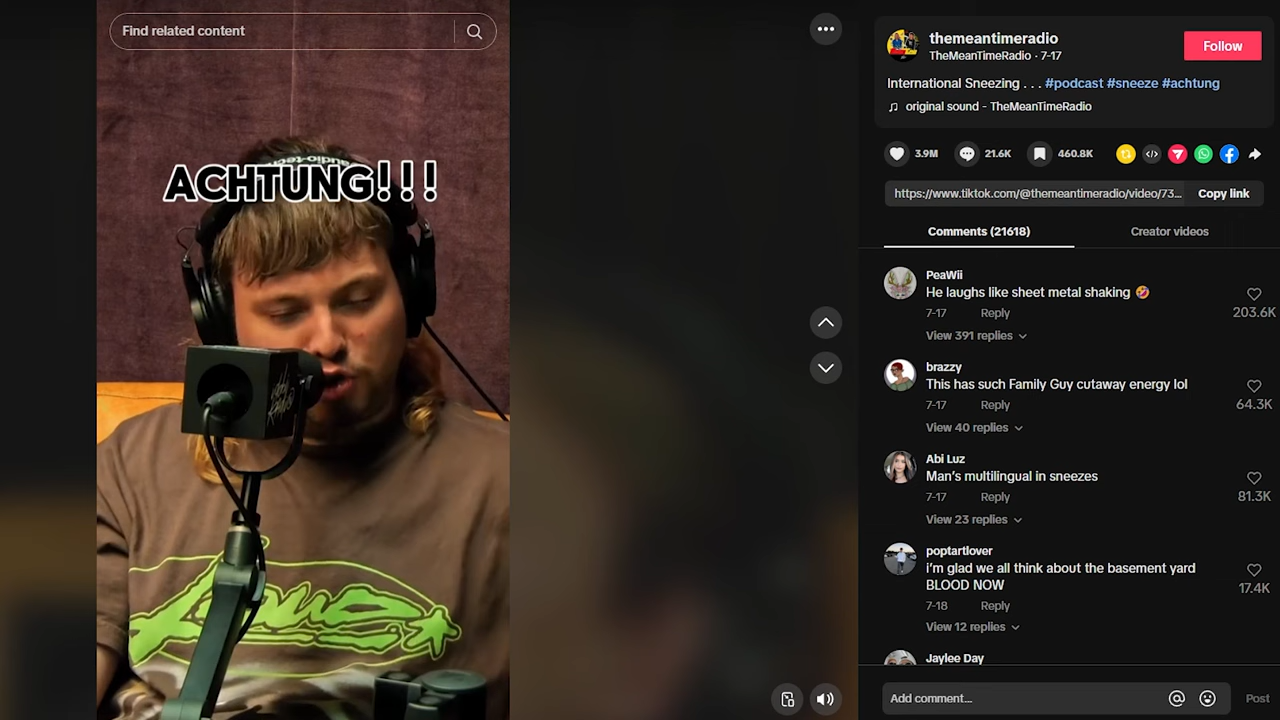 Find related content
ACHTUNG!!!
themeantimeradio
TheMeanTimeRadio · 7-17
Follow
International Sneezing . . . #podcast #sneeze #achtung
original sound - TheMeanTimeRadio
3.9M
21.6K
460.8K
https://www.tiktok.com/@themeantimeradio/video/73...
Copy link
Comments (21618)
Creator videos
PeaWii
He laughs like sheet metal shaking 🤣
7-17 Reply
203.6K
View 391 replies
brazzy
This has such Family Guy cutaway energy lol
7-17 Reply
64.3K
View 40 replies
Abi Luz
Man's multilingual in sneezes
7-17 Reply
81.3K
View 23 replies
poptartlover
i'm glad we all think about the basement yard
BLOOD NOW
7-18 Reply
17.4K
View 12 replies
Jaylee Day
Add comment...
Post